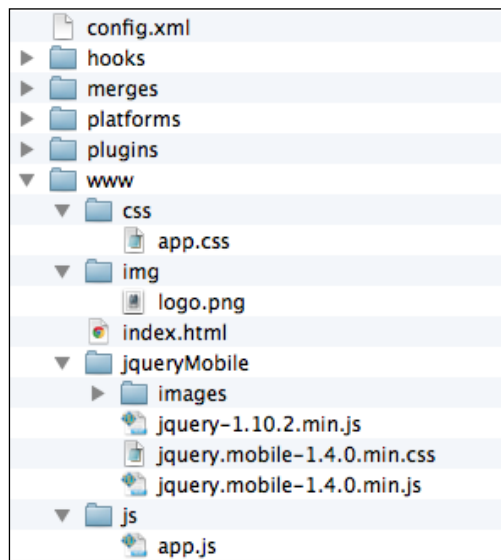 config.xml
hooks
merges
platforms
plugins
www
css
app.css
img
logo.png
index.html
jqueryMobile
images
jquery-1.10.2.min.js
jquery.mobile-1.4.0.min.css
jquery.mobile-1.4.0.min.js
js
app.js